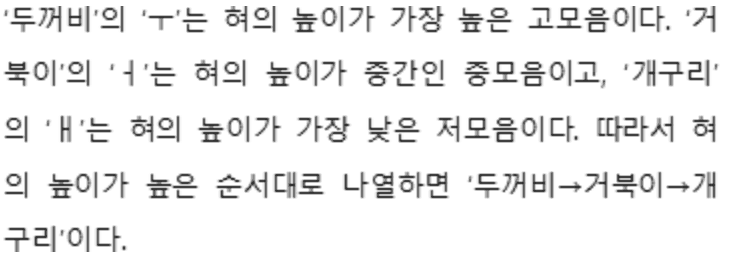 ‘두꺼비’의 ‘ㅜ’는 혀의 높이가 가장 높은 고모음이다. ‘거
북이’의 ‘ㅓ’는 혀의 높이가 중간인 중모음이고, ‘개구리’
의 ‘ㅐ’는 혀의 높이가 가장 낮은 저모음이다. 따라서 혀
의 높이가 높은 순서대로 나열하면 ‘두꺼비→거북이→개
구리’이다.